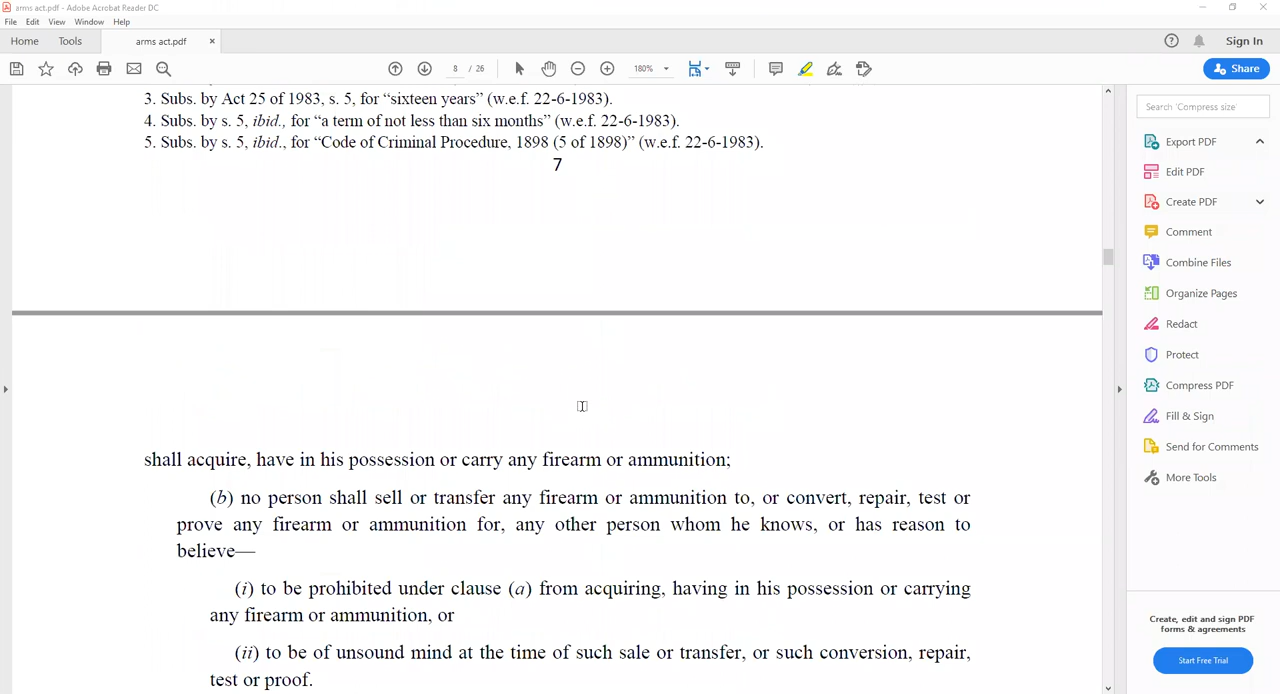 arms act.pdf - Adobe Acrobat Reader DC
File Edit View Window Help
Home Tools arms act.pdf × Sign In
8 / 26 180% Share
3. Subs. by Act 25 of 1983, s. 5, for “sixteen years” (w.e.f. 22-6-1983).
4. Subs. by s. 5, ibid., for “a term of not less than six months” (w.e.f. 22-6-1983).
5. Subs. by s. 5, ibid., for “Code of Criminal Procedure, 1898 (5 of 1898)” (w.e.f. 22-6-1983).
7
shall acquire, have in his possession or carry any firearm or ammunition;
(b) no person shall sell or transfer any firearm or ammunition to, or convert, repair, test or
prove any firearm or ammunition for, any other person whom he knows, or has reason to
believe—
(i) to be prohibited under clause (a) from acquiring, having in his possession or carrying
any firearm or ammunition, or
(ii) to be of unsound mind at the time of such sale or transfer, or such conversion, repair,
test or proof.
Search 'Compress size'
Export PDF
Edit PDF
Create PDF
Comment
Combine Files
Organize Pages
Redact
Protect
Compress PDF
Fill & Sign
Send for Comments
More Tools
Create, edit and sign PDF
forms & agreements
Start Free Trial